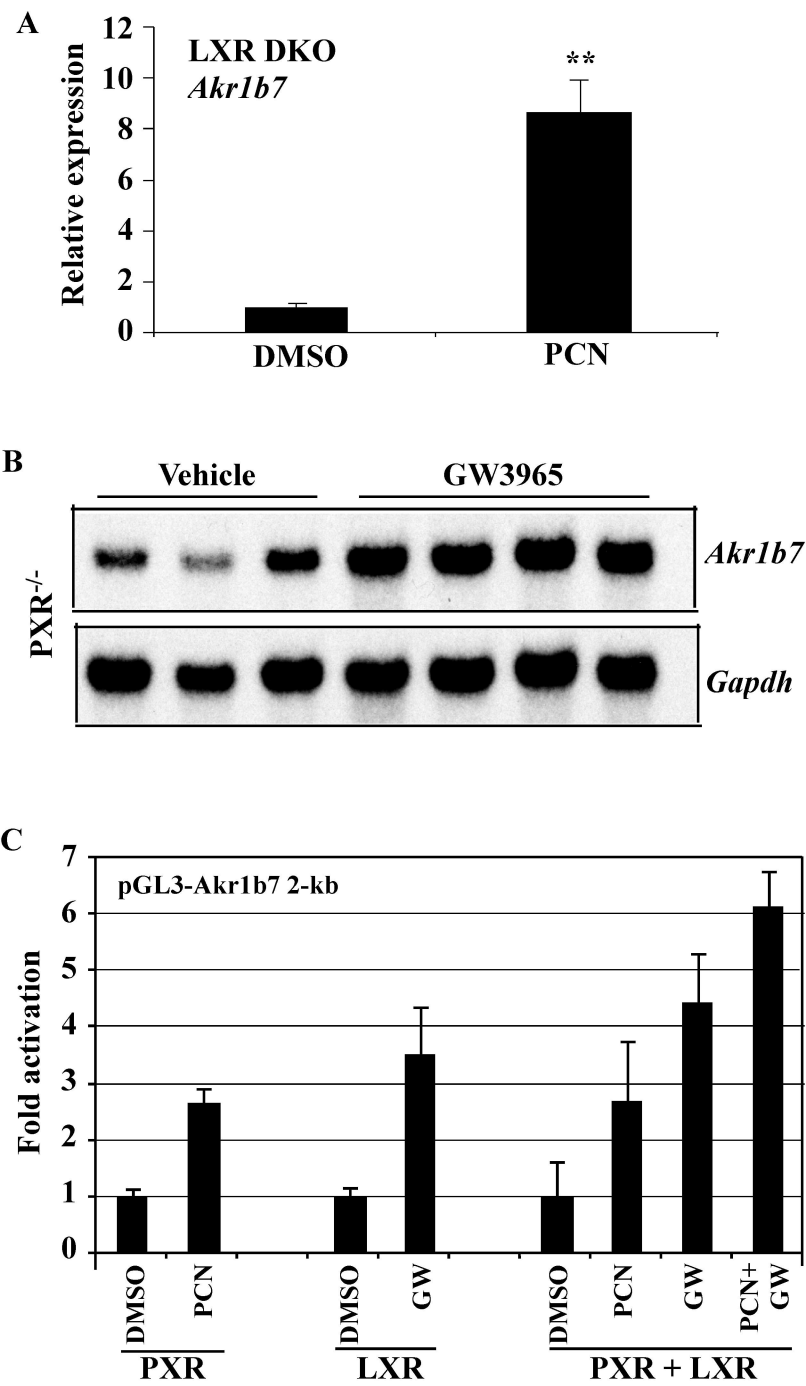 A
LXR DKO
Akr1b7
Relative expression
12
10
8
6
4
2
0
**
DMSO PCN
B
Vehicle GW3965
PXR-/-
Akr1b7
Gapdh
C
pGL3-Akr1b7 2-kb
Fold activation
7
6
5
4
3
2
1
0
DMSO PCN DMSO GW DMSO PCN GW PCN+ GW
PXR LXR PXR + LXR